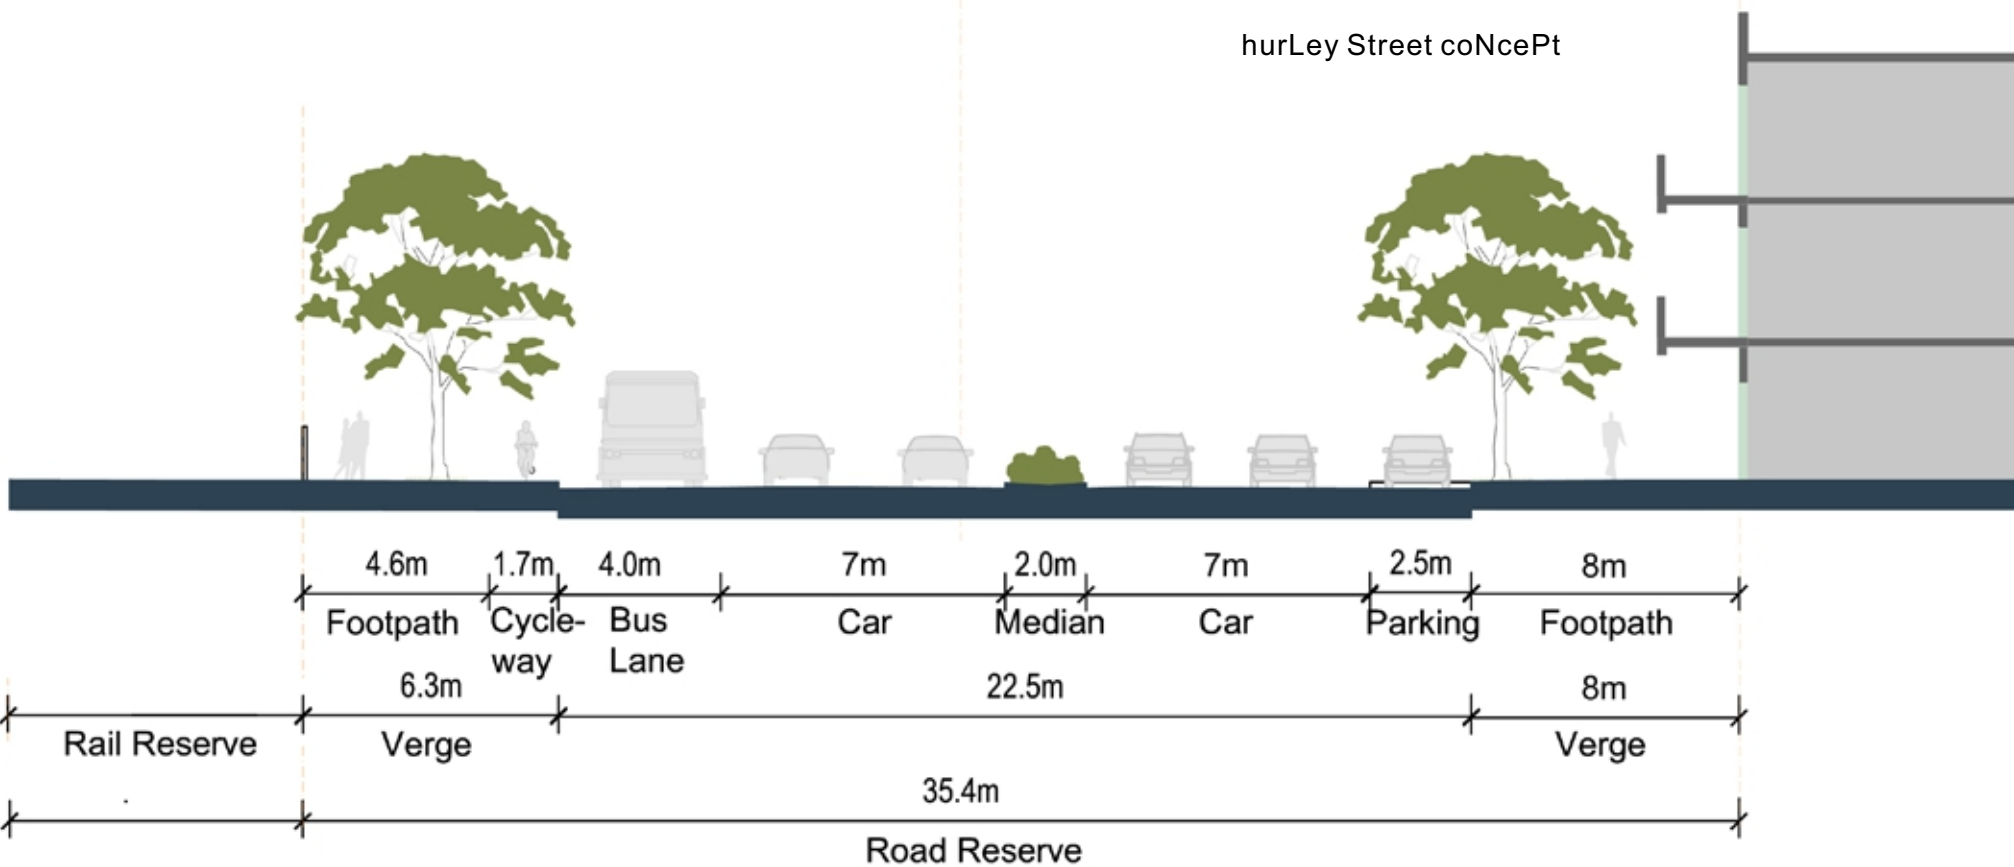 hurLey Street coNcePt
4.6m 1.7m 4.0m 7m 2.0m 7m 2.5m 8m
Footpath Cycle- Bus Car Median Car Parking Footpath
way Lane
6.3m 22.5m 8m
Rail Reserve Verge Verge
35.4m
Road Reserve